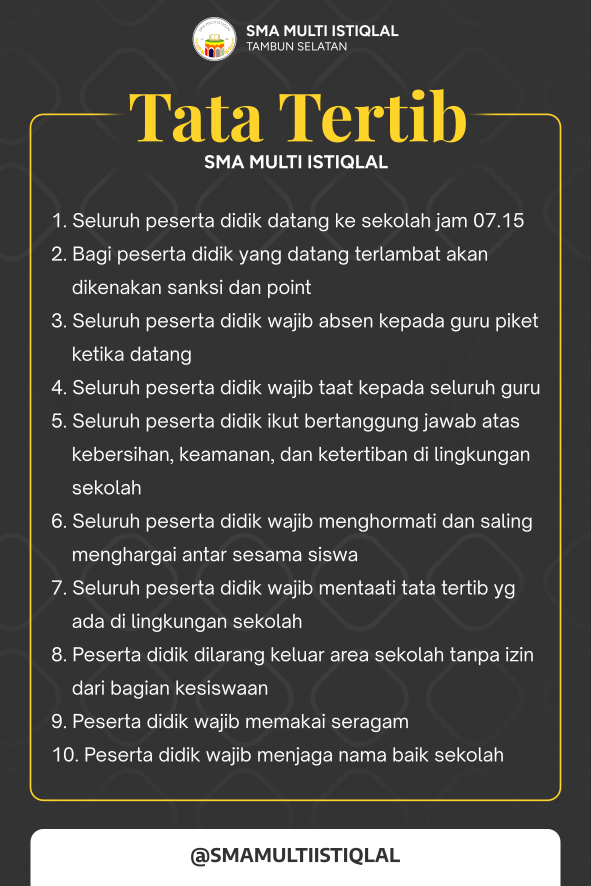 SMA MULTI ISTIQLAL
TAMBUN SELATAN
Tata Tertib
SMA MULTI ISTIQLAL
1. Seluruh peserta didik datang ke sekolah jam 07.15
2. Bagi peserta didik yang datang terlambat akan
dikenakan sanksi dan point
3. Seluruh peserta didik wajib absen kepada guru piket
ketika datang
4. Seluruh peserta didik wajib taat kepada seluruh guru
5. Seluruh peserta didik ikut bertanggung jawab atas
kebersihan, keamanan, dan ketertiban di lingkungan
sekolah
6. Seluruh peserta didik wajib menghormati dan saling
menghargai antar sesama siswa
7. Seluruh peserta didik wajib mentaati tata tertib yg
ada di lingkungan sekolah
8. Peserta didik dilarang keluar area sekolah tanpa izin
dari bagian kesiswaan
9. Peserta didik wajib memakai seragam
10. Peserta didik wajib menjaga nama baik sekolah
@SMAMULTIISTIQLAL